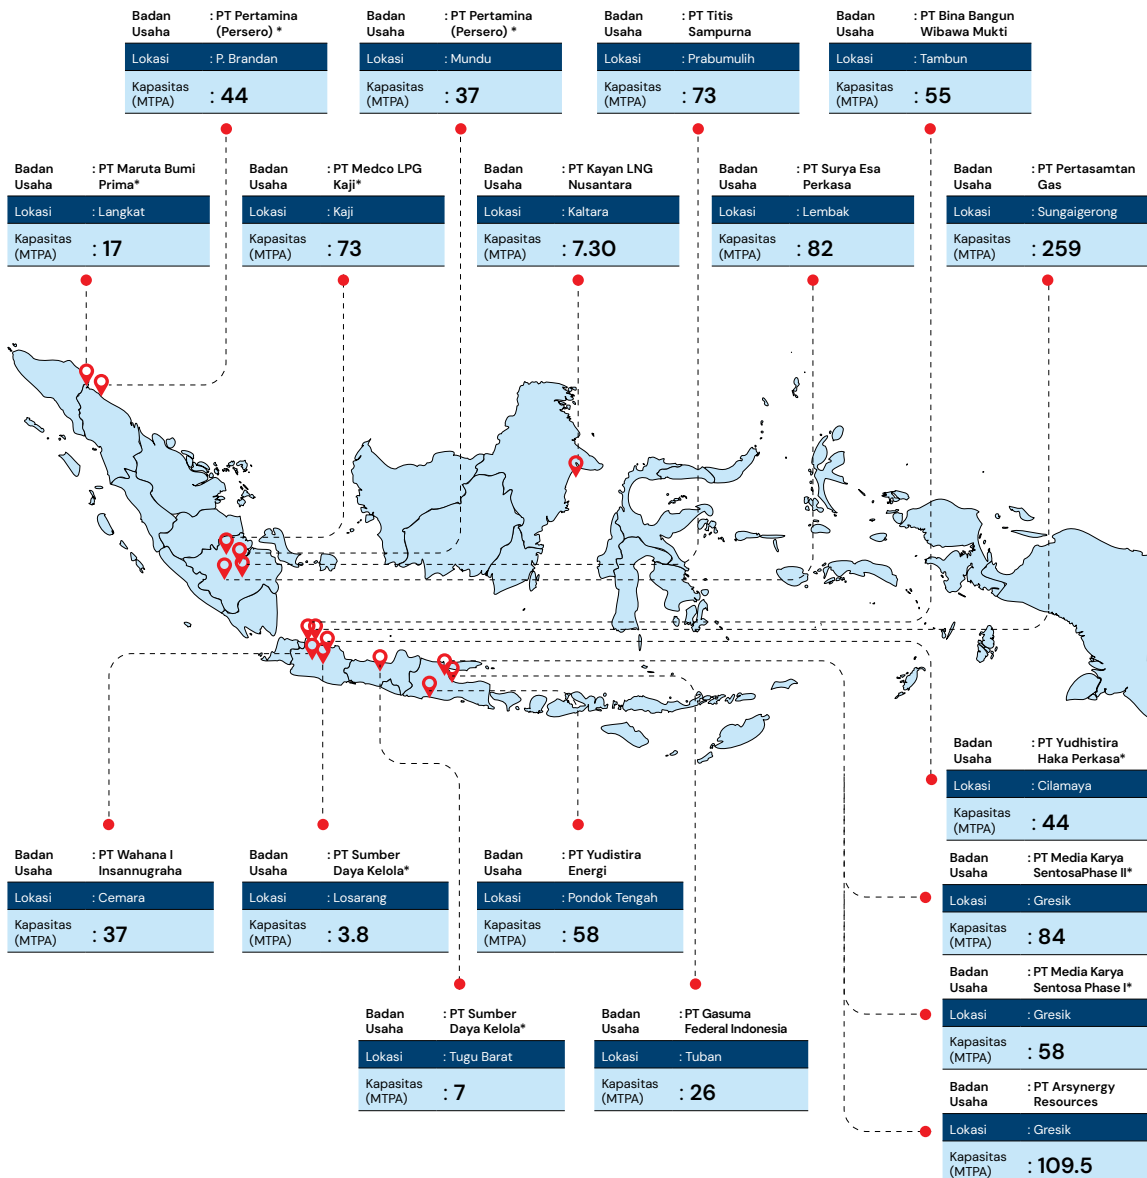 Badan Usaha : PT Pertamina (Persero) *
Lokasi : P. Brandan
Kapasitas (MTPA) : 44
Badan Usaha : PT Pertamina (Persero) *
Lokasi : Mundu
Kapasitas (MTPA) : 37
Badan Usaha : PT Titis Sampurna
Lokasi : Prabumulih
Kapasitas (MTPA) : 73
Badan Usaha : PT Bina Bangun Wibawa Mukti
Lokasi : Tambun
Kapasitas (MTPA) : 55
Badan Usaha : PT Maruta Bumi Prima*
Lokasi : Langkat
Kapasitas (MTPA) : 17
Badan Usaha : PT Medco LPG Kaji*
Lokasi : Kaji
Kapasitas (MTPA) : 73
Badan Usaha : PT Kayan LNG Nusantara
Lokasi : Kaltara
Kapasitas (MTPA) : 7.30
Badan Usaha : PT Surya Esa Perkasa
Lokasi : Lembak
Kapasitas (MTPA) : 82
Badan Usaha : PT Pertasamtan Gas
Lokasi : Sungaigerong
Kapasitas (MTPA) : 259
Badan Usaha : PT Yudhistira Haka Perkasa*
Lokasi : Cilamaya
Kapasitas (MTPA) : 44
Badan Usaha : PT Wahana I Insannugraha
Lokasi : Cemara
Kapasitas (MTPA) : 37
Badan Usaha : PT Sumber Daya Kelola*
Lokasi : Losarang
Kapasitas (MTPA) : 3.8
Badan Usaha : PT Yudistira Energi
Lokasi : Pondok Tengah
Kapasitas (MTPA) : 58
Badan Usaha : PT Media Karya SentosaPhase II*
Lokasi : Gresik
Kapasitas (MTPA) : 84
Badan Usaha : PT Media Karya Sentosa Phase I*
Lokasi : Gresik
Kapasitas (MTPA) : 58
Badan Usaha : PT Sumber Daya Kelola*
Lokasi : Tugu Barat
Kapasitas (MTPA) : 7
Badan Usaha : PT Gasuma Federal Indonesia
Lokasi : Tuban
Kapasitas (MTPA) : 26
Badan Usaha : PT Arsynergy Resources
Lokasi : Gresik
Kapasitas (MTPA) : 109.5